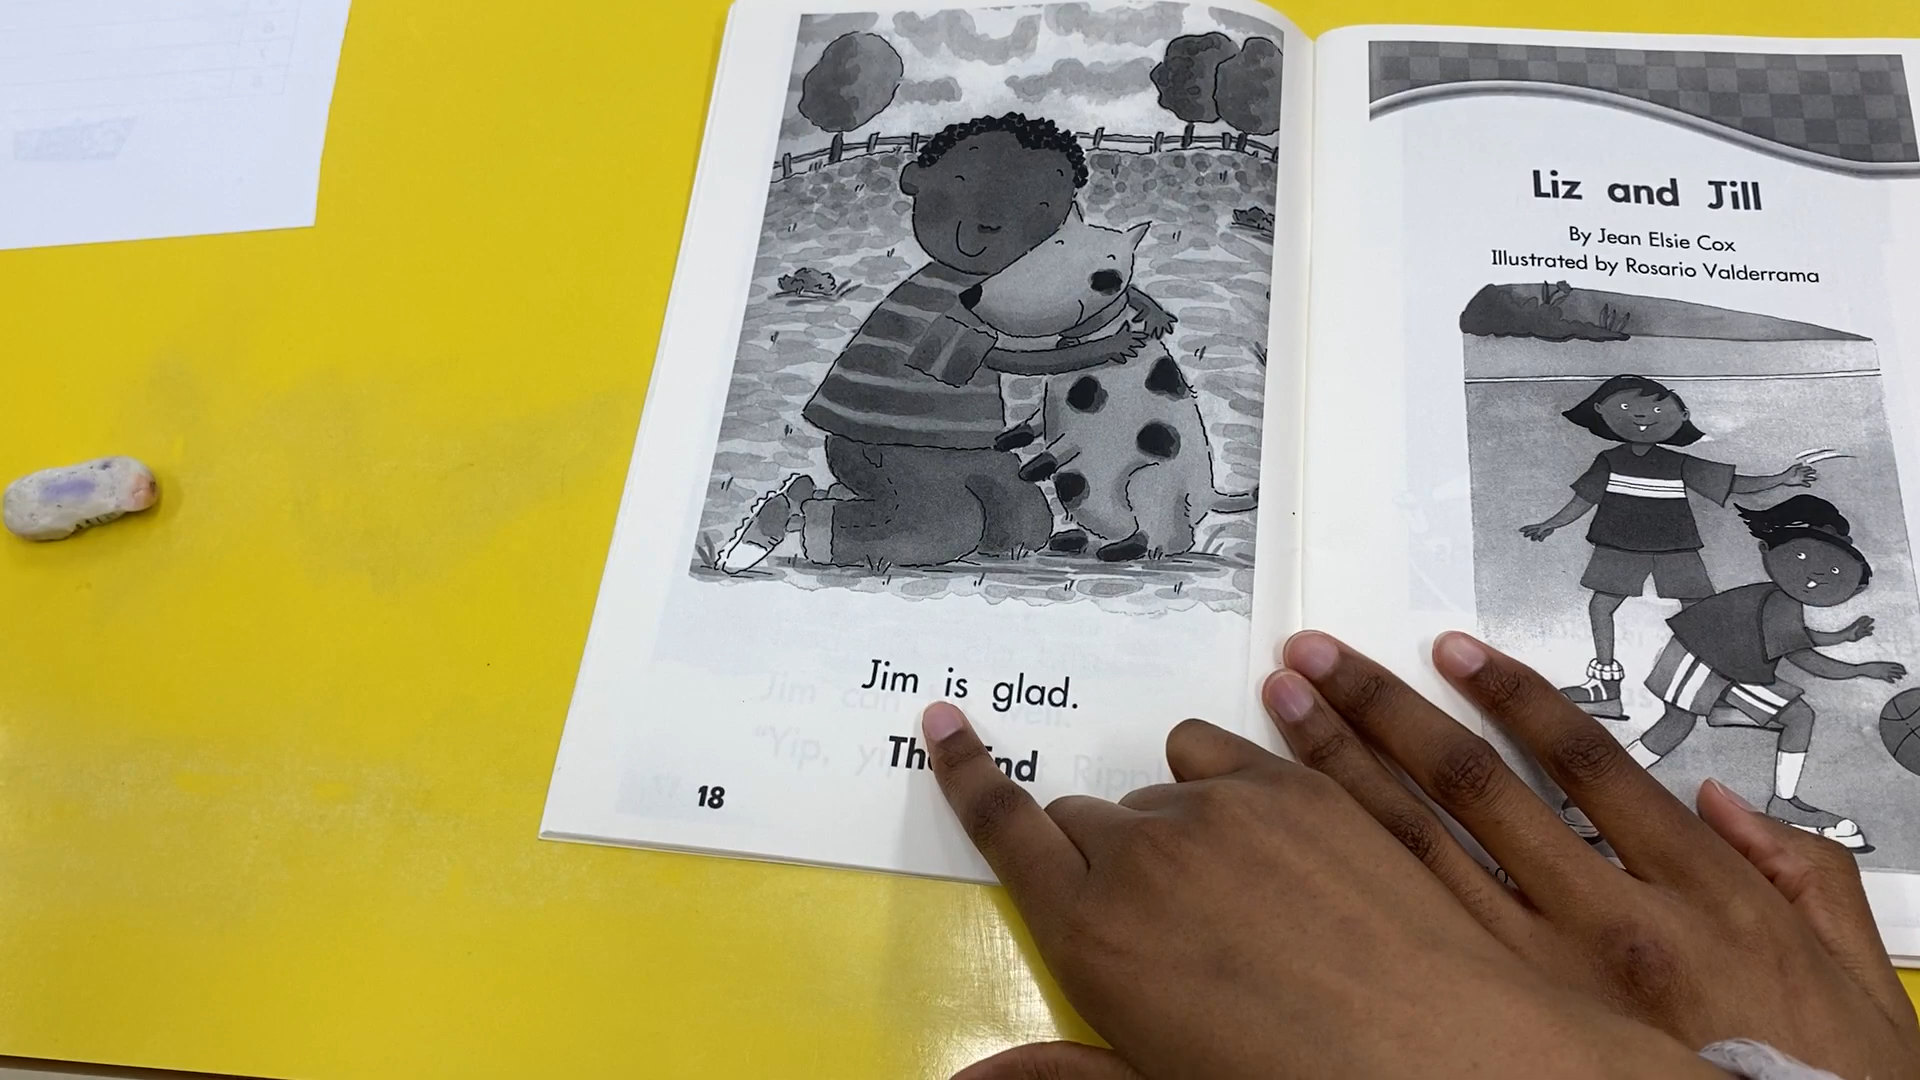 Jim is glad.
The End
18
Liz and Jill
By Jean Elsie Cox
Illustrated by Rosario Valderrama